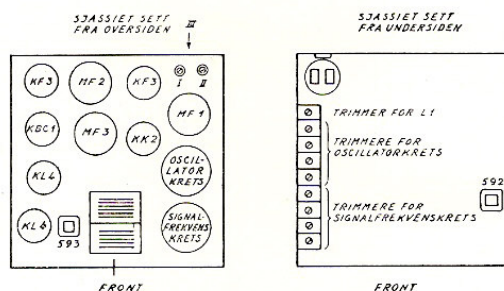 SJASSIET SETT
FRA OVERSIDEN
III
I
II
KF3
MF2
KF3
MF1
KBC1
MF3
KK2
OSCIL-
LATOR
KRETS
KL4
KL4
593
SIGNAL-
FREKVENS
KRETS
FRONT
SJASSIET SETT
FRA UNDERSIDEN
TRIMMER FOR L1
TRIMMERE FOR
OSCILLATORKRETS
592
TRIMMERE FOR
SIGNALFREKVENSKRETS
FRONT